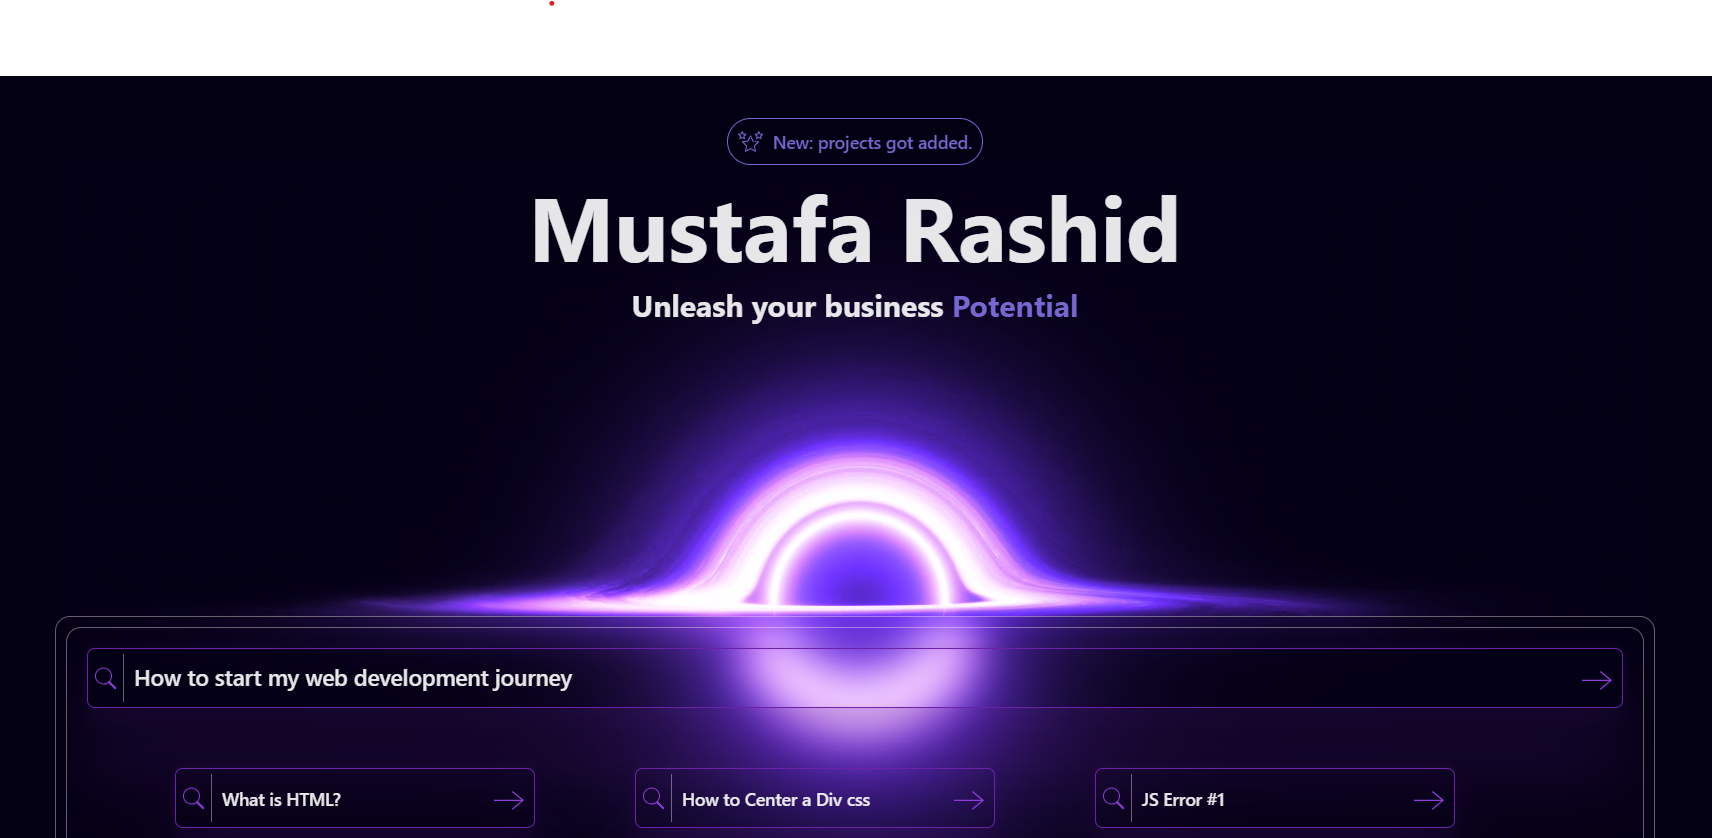 New: projects got added.
Mustafa Rashid
Unleash your business Potential
How to start my web development journey
What is HTML?
How to Center a Div css
JS Error #1